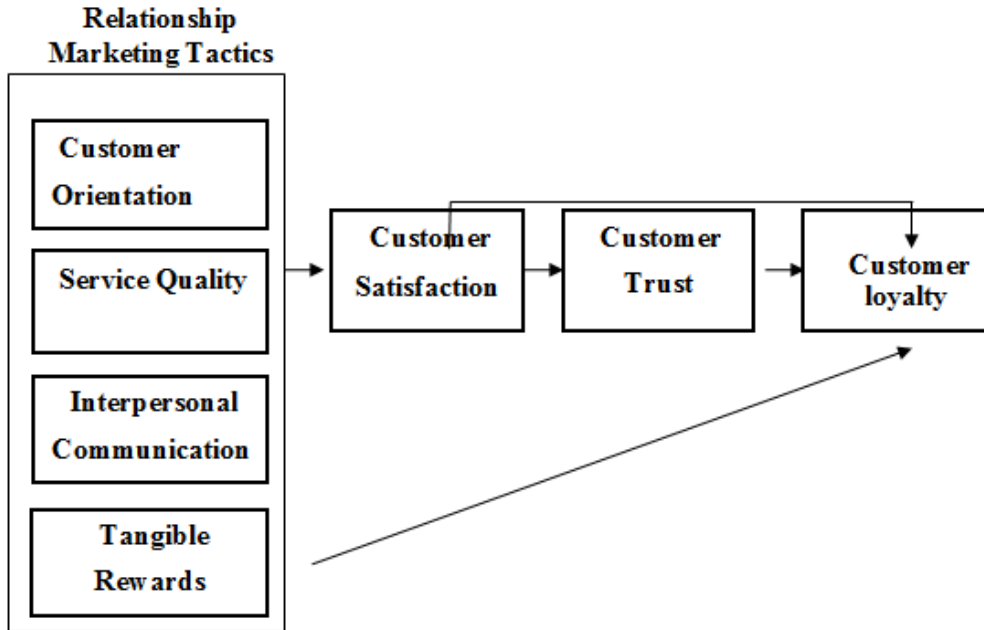 Relationship
Marketing Tactics
Customer
Orientation
Service Quality
Interpersonal
Communication
Tangible
Rewards
Customer
Satisfaction
Customer
Trust
Customer
loyalty